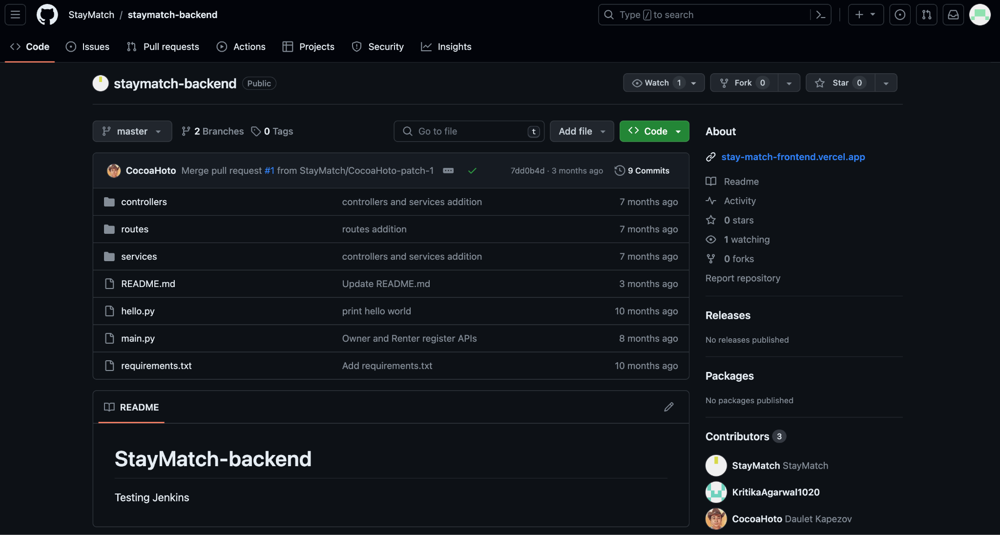 StayMatch / staymatch-backend
Type / to search
Code Issues Pull requests Actions Projects Security Insights
staymatch-backend Public
Watch 1 Fork 0 Star 0
master 2 Branches 0 Tags
Go to file t
Add file
Code
CocoaHoto Merge pull request #1 from StayMatch/CocoaHoto-patch-1 7dd0b4d · 3 months ago 9 Commits
controllers controllers and services addition 7 months ago
routes routes addition 7 months ago
services controllers and services addition 7 months ago
README.md Update README.md 3 months ago
hello.py print hello world 10 months ago
main.py Owner and Renter register APIs 8 months ago
requirements.txt Add requirements.txt 10 months ago
README
StayMatch-backend
Testing Jenkins
About
stay-match-frontend.vercel.app
Readme
Activity
0 stars
1 watching
0 forks
Report repository
Releases
No releases published
Packages
No packages published
Contributors 3
StayMatch StayMatch
KritikaAgarwal1020
CocoaHoto Daulet Kapezov